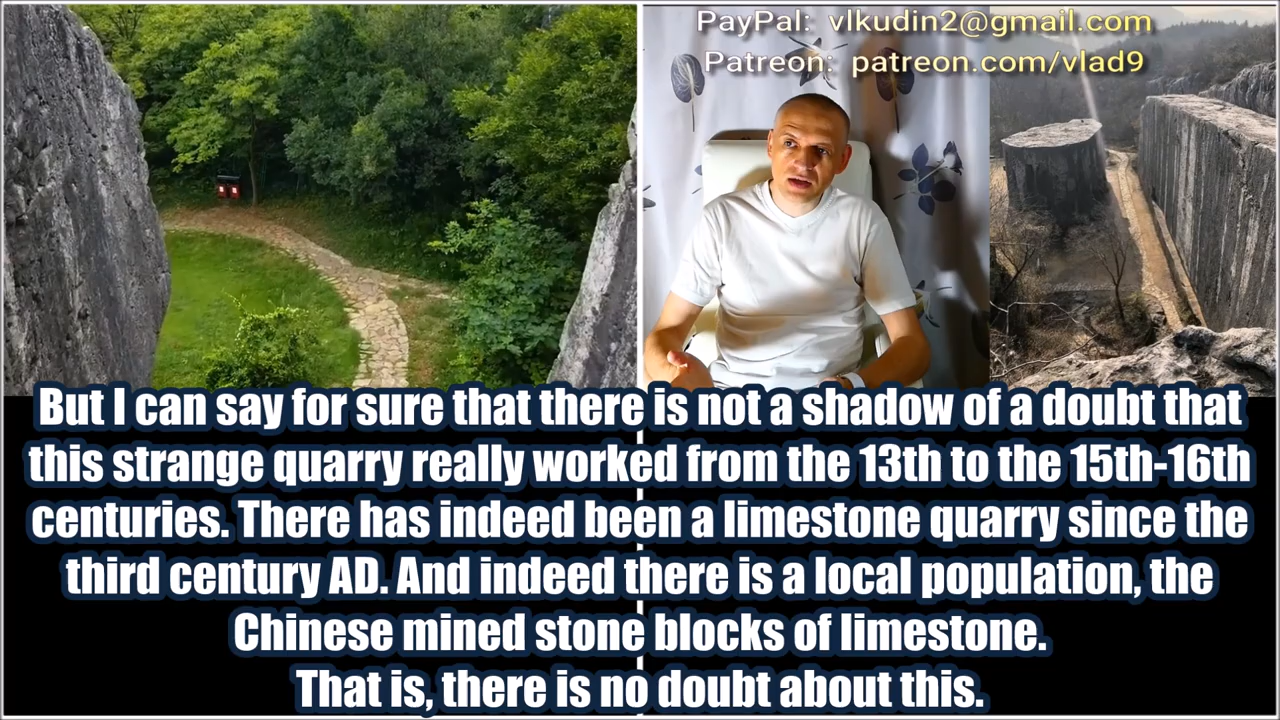 PayPal: vlkudin2@gmail.com
Patreon: patreon.com/vlad9
But I can say for sure that there is not a shadow of a doubt that
this strange quarry really worked from the 13th to the 15th-16th
centuries. There has indeed been a limestone quarry since the
third century AD. And indeed there is a local population, the
Chinese mined stone blocks of limestone.
That is, there is no doubt about this.